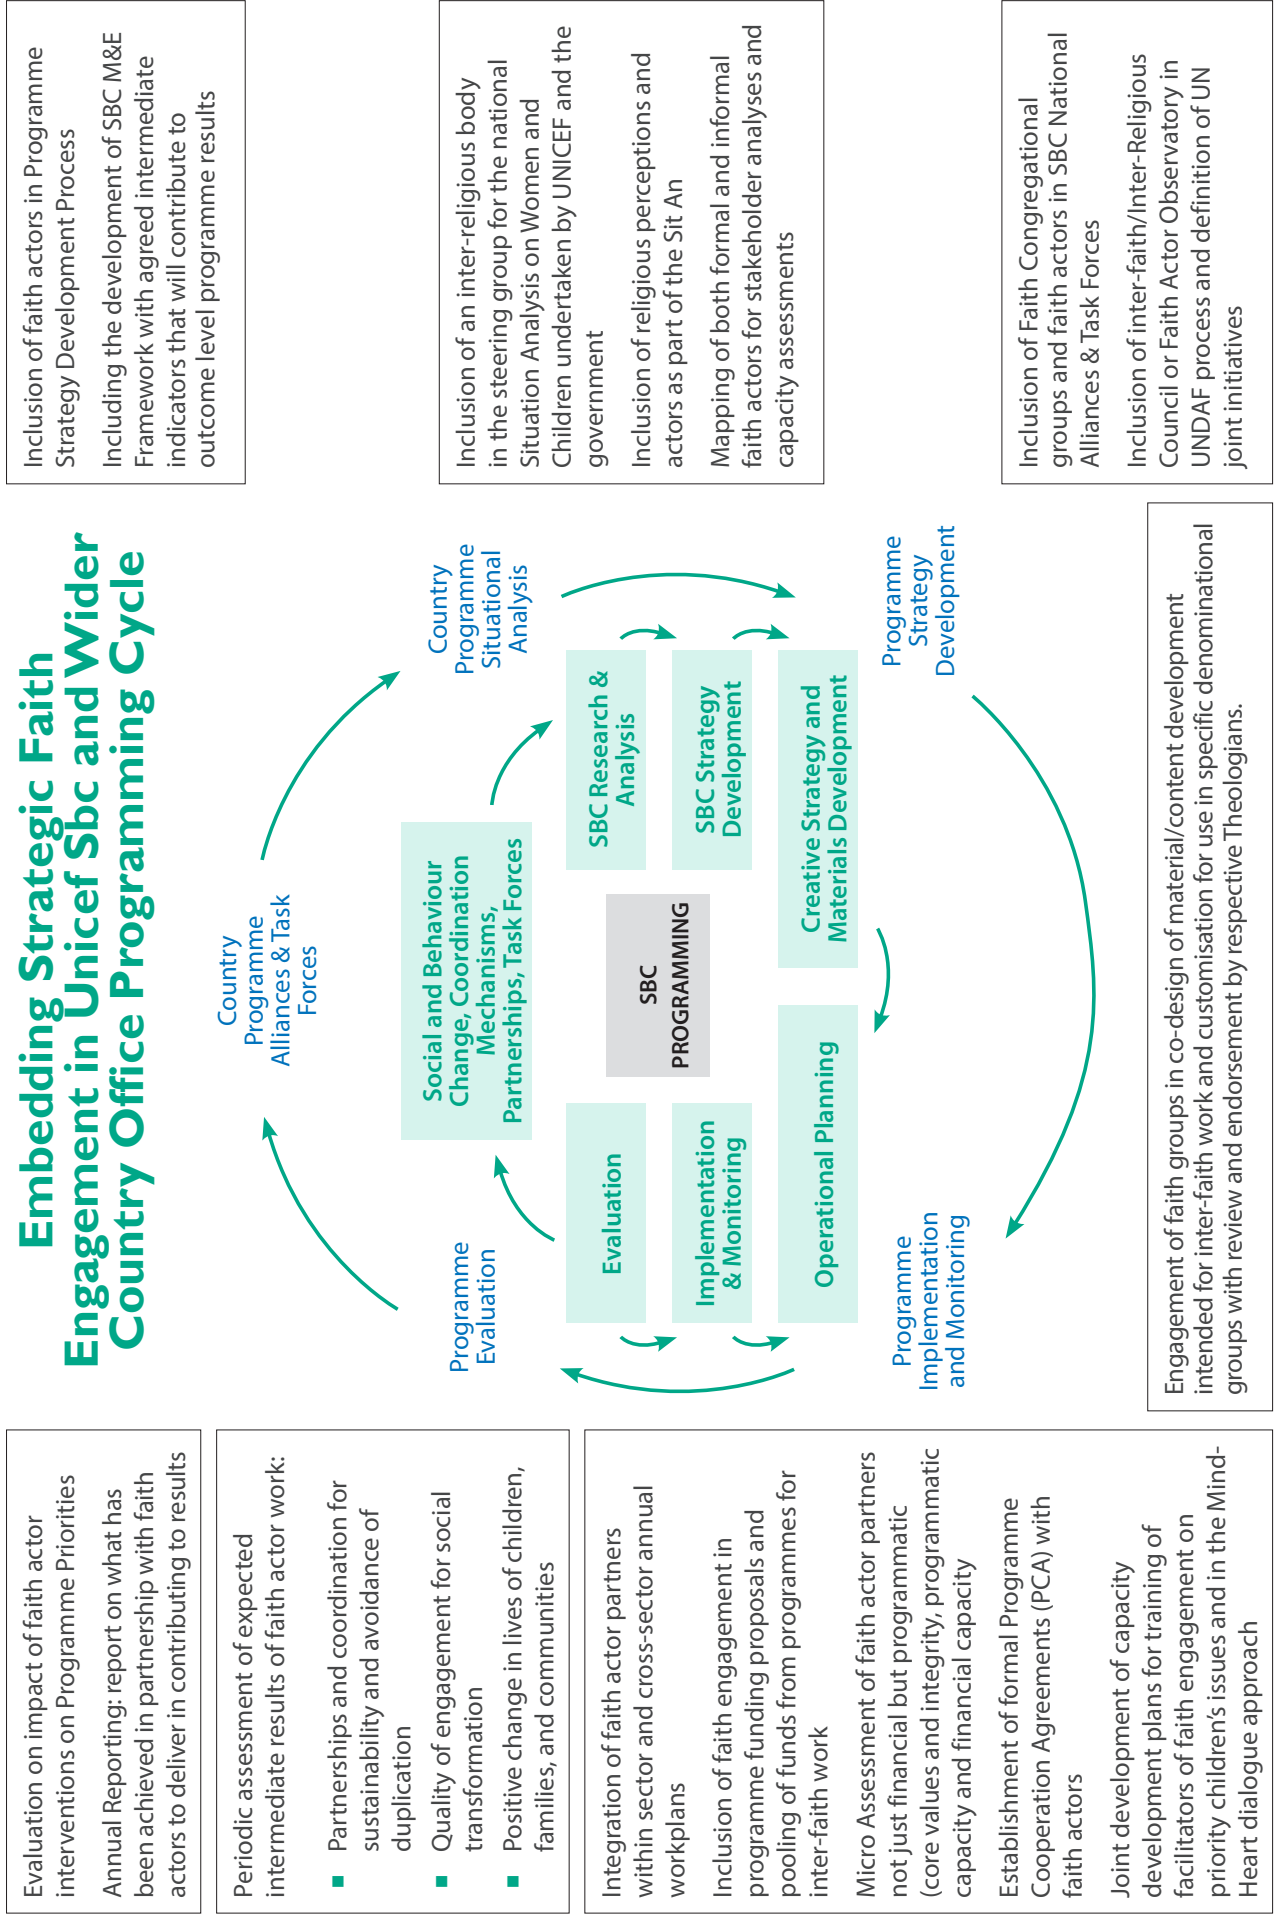 Embedding Strategic Faith
Engagement in Unicef Sbc and Wider
Country Office Programming Cycle
Evaluation on impact of faith actor
interventions on Programme Priorities
Annual Reporting: report on what has
been achieved in partnership with faith
actors to deliver in contributing to results
Periodic assessment of expected
intermediate results of faith actor work:
■ Partnerships and coordination for
sustainability and avoidance of
duplication
■ Quality of engagement for social
transformation
■ Positive change in lives of children,
families, and communities
Integration of faith actor partners
within sector and cross-sector annual
workplans
Inclusion of faith engagement in
programme funding proposals and
pooling of funds from programmes for
inter-faith work
Micro Assessment of faith actor partners
not just financial but programmatic
(core values and integrity, programmatic
capacity and financial capacity
Establishment of formal Programme
Cooperation Agreements (PCA) with
faith actors
Joint development of capacity
development plans for training of
facilitators of faith engagement on
priority children's issues and in the Mind-
Heart dialogue approach
Country
Programme
Alliances & Task
Forces
Programme
Evaluation
Country
Programme
Situational
Analysis
Social and Behaviour
Change, Coordination
Mechanisms,
Partnerships, Task Forces
Evaluation
SBC Research &
Analysis
SBC
PROGRAMMING
Implementation
& Monitoring
SBC Strategy
Development
Operational Planning
Creative Strategy and
Materials Development
Programme
Implementation
and Monitoring
Programme
Strategy
Development
Engagement of faith groups in co-design of material/content development
intended for inter-faith work and customisation for use in specific denominational
groups with review and endorsement by respective Theologians.
Inclusion of faith actors in Programme
Strategy Development Process
Including the development of SBC M&E
Framework with agreed intermediate
indicators that will contribute to
outcome level programme results
Inclusion of an inter-religious body
in the steering group for the national
Situation Analysis on Women and
Children undertaken by UNICEF and the
government
Inclusion of religious perceptions and
actors as part of the Sit An
Mapping of both formal and informal
faith actors for stakeholder analyses and
capacity assessments
Inclusion of Faith Congregational
groups and faith actors in SBC National
Alliances & Task Forces
Inclusion of inter-faith/Inter-Religious
Council or Faith Actor Observatory in
UNDAF process and definition of UN
joint initiatives